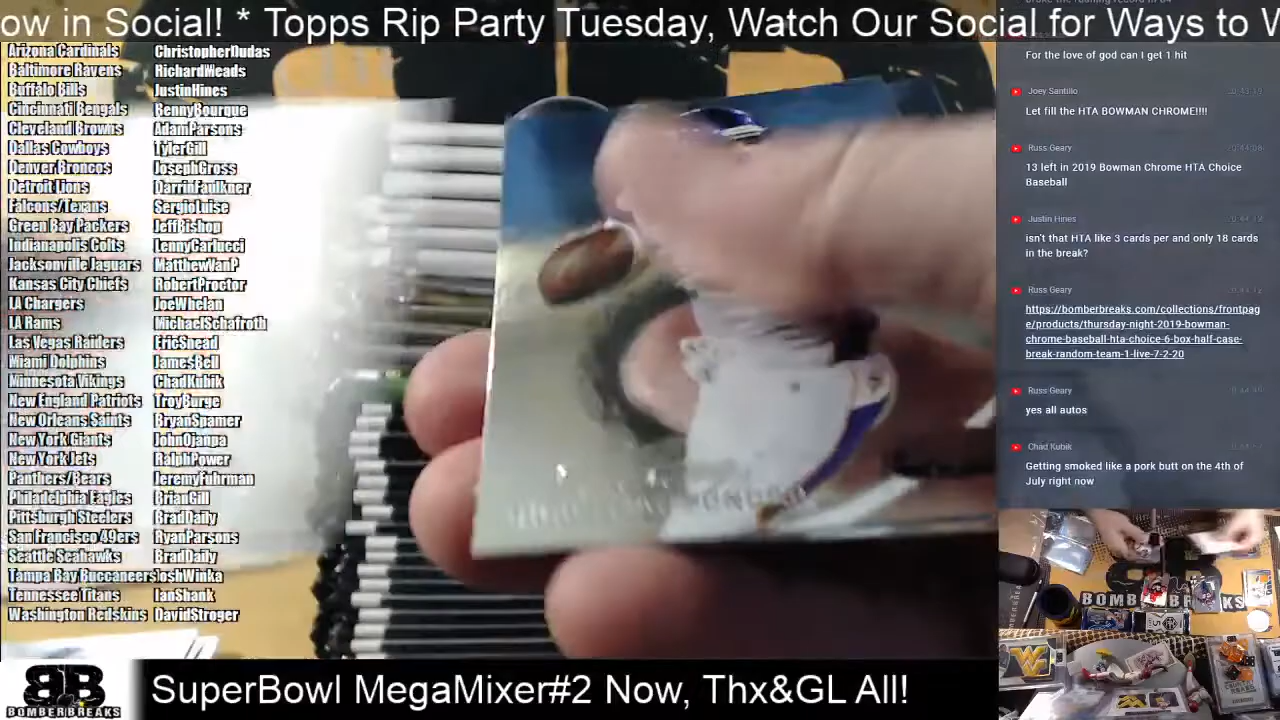 ow in Social! * Topps Rip Party Tuesday, Watch Our Social for Ways to W
Arizona Cardinals ChristopherDudas
Baltimore Ravens RichardMeads
Buffalo Bills JustinHines
Cincinnati Bengals RennyBourque
Cleveland Browns AdamParsons
Dallas Cowboys TylerGill
Denver Broncos JosephGross
Detroit Lions DarrinFaulkner
Falcons/Texans SergioLuise
Green Bay Packers JeffBishop
Indianapolis Colts LennyCarlucci
Jacksonville Jaguars MatthewVanP
Kansas City Chiefs RobertProctor
LA Chargers JoeWhelan
LA Rams MichaelSchafroth
Las Vegas Raiders EricSnead
Miami Dolphins JamesBell
Minnesota Vikings ChadKubik
New England Patriots TroyBurge
New Orleans Saints BryanSpamer
New York Giants JohnOjanpa
New York Jets RalphPower
Panthers/Bears JeremyFuhrman
Philadelphia Eagles BrianGill
Pittsburgh Steelers BradDaily
San Francisco 49ers RyanParsons
Seattle Seahawks BradDaily
Tampa Bay Buccaneers JoshWinka
Tennessee Titans IanShank
Washington Redskins DavidStroger
For the love of god can I get 1 hit
Joey Santillo
Let fill the HTA BOWMAN CHROME!!!!
Russ Geary
13 left in 2019 Bowman Chrome HTA Choice
Baseball
Justin Hines
isn't that HTA like 3 cards per and only 18 cards
in the break?
Russ Geary
https://bomberbreaks.com/collections/frontpag
e/products/thursday-night-2019-bowman-
chrome-baseball-hta-choice-6-box-half-case-
break-random-team-1-live-7-2-20
Russ Geary
yes all autos
Chad Kubik
Getting smoked like a pork butt on the 4th of
July right now
BB
BOMBERBREAKS
SuperBowl MegaMixer#2 Now, Thx&GL All!